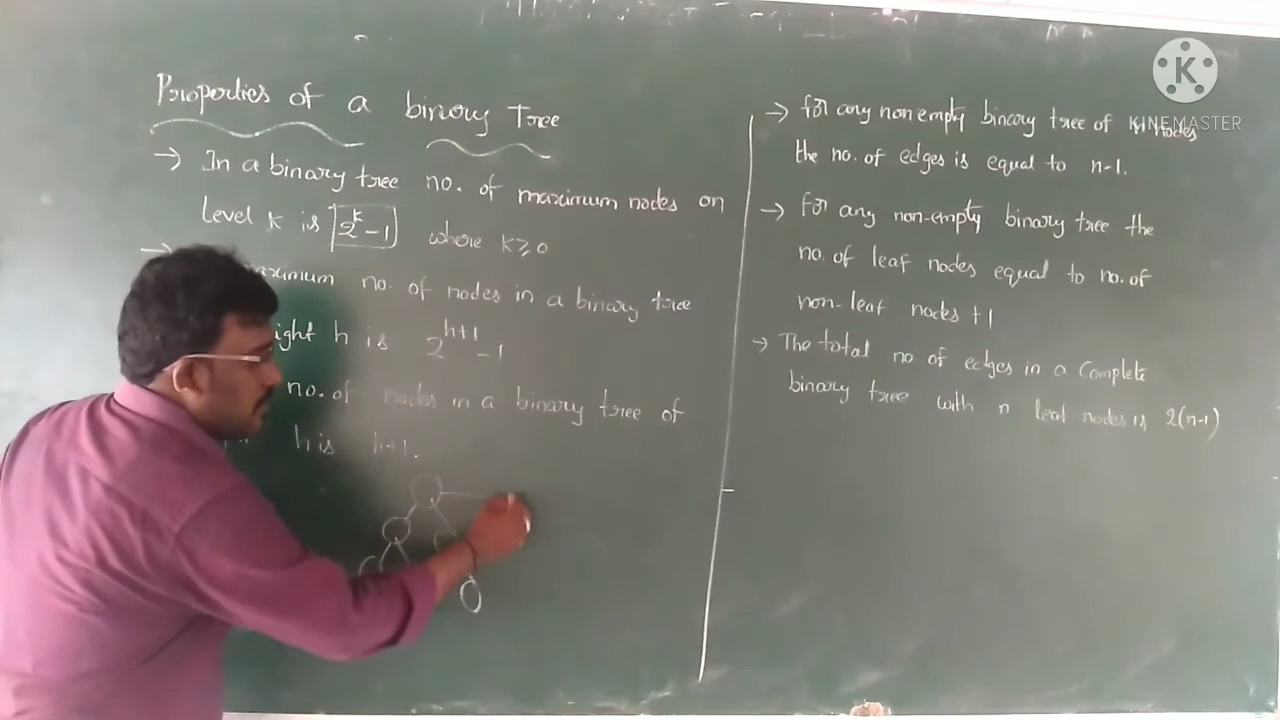 Properties of a binary Tree
→ In a binary tree no. of maximum nodes on
Level K is 2^k-1 where K≥0
→ maximum no. of nodes in a binary tree
h is 2^h+1 -1
no. of nodes in a binary tree of
h is h+1.
→ for any non empty binary tree of n nodes
the no. of edges is equal to n-1.
→ for any non-empty binary tree the
no. of leaf nodes equal to no. of
non-leaf nodes +1
→ The total no. of edges in a Complete
binary tree with n leaf nodes is 2(n-1)
K
KINEMASTER